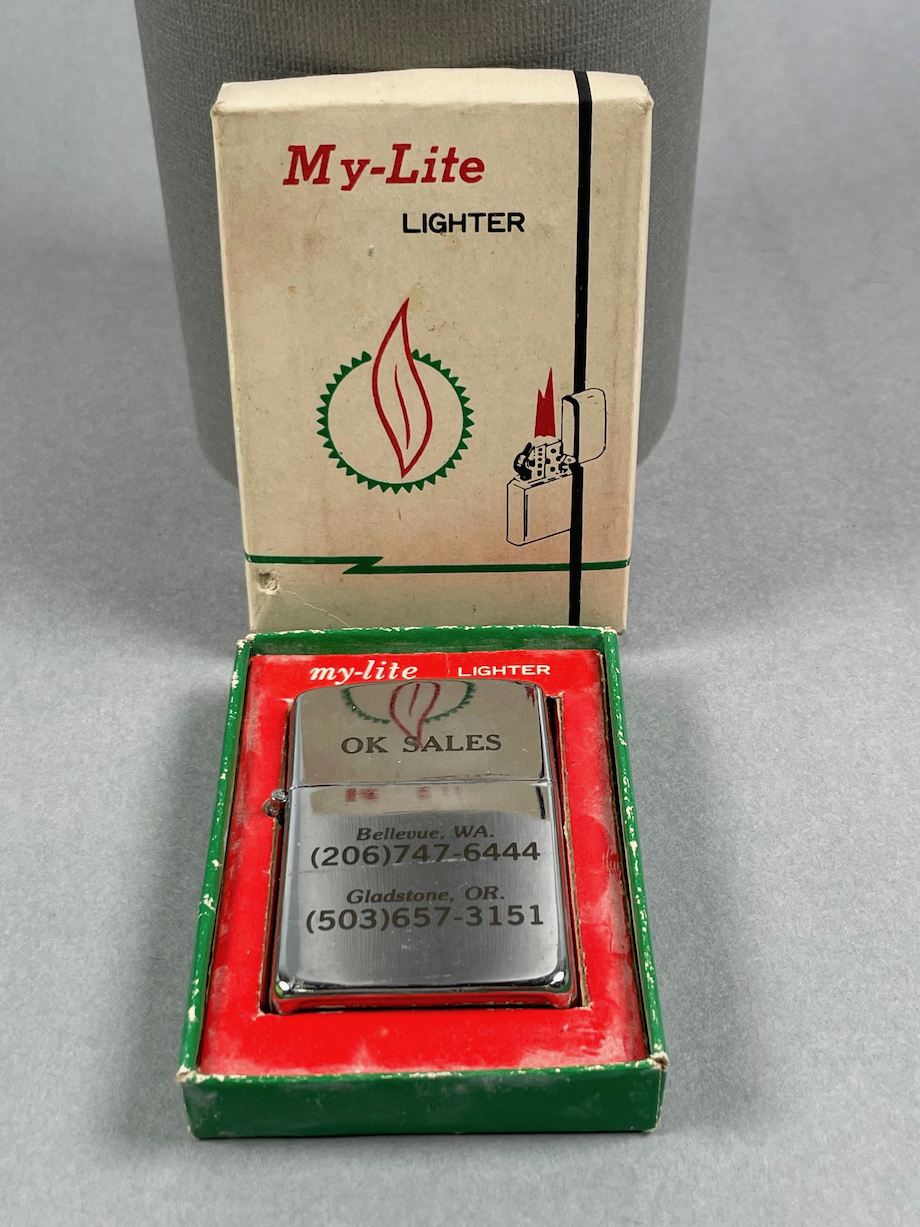 My-Lite
LIGHTER
my-lite LIGHTER
OK SALES
Bellevue, WA.
(206)747-6444
Gladstone, OR.
(503)657-3151